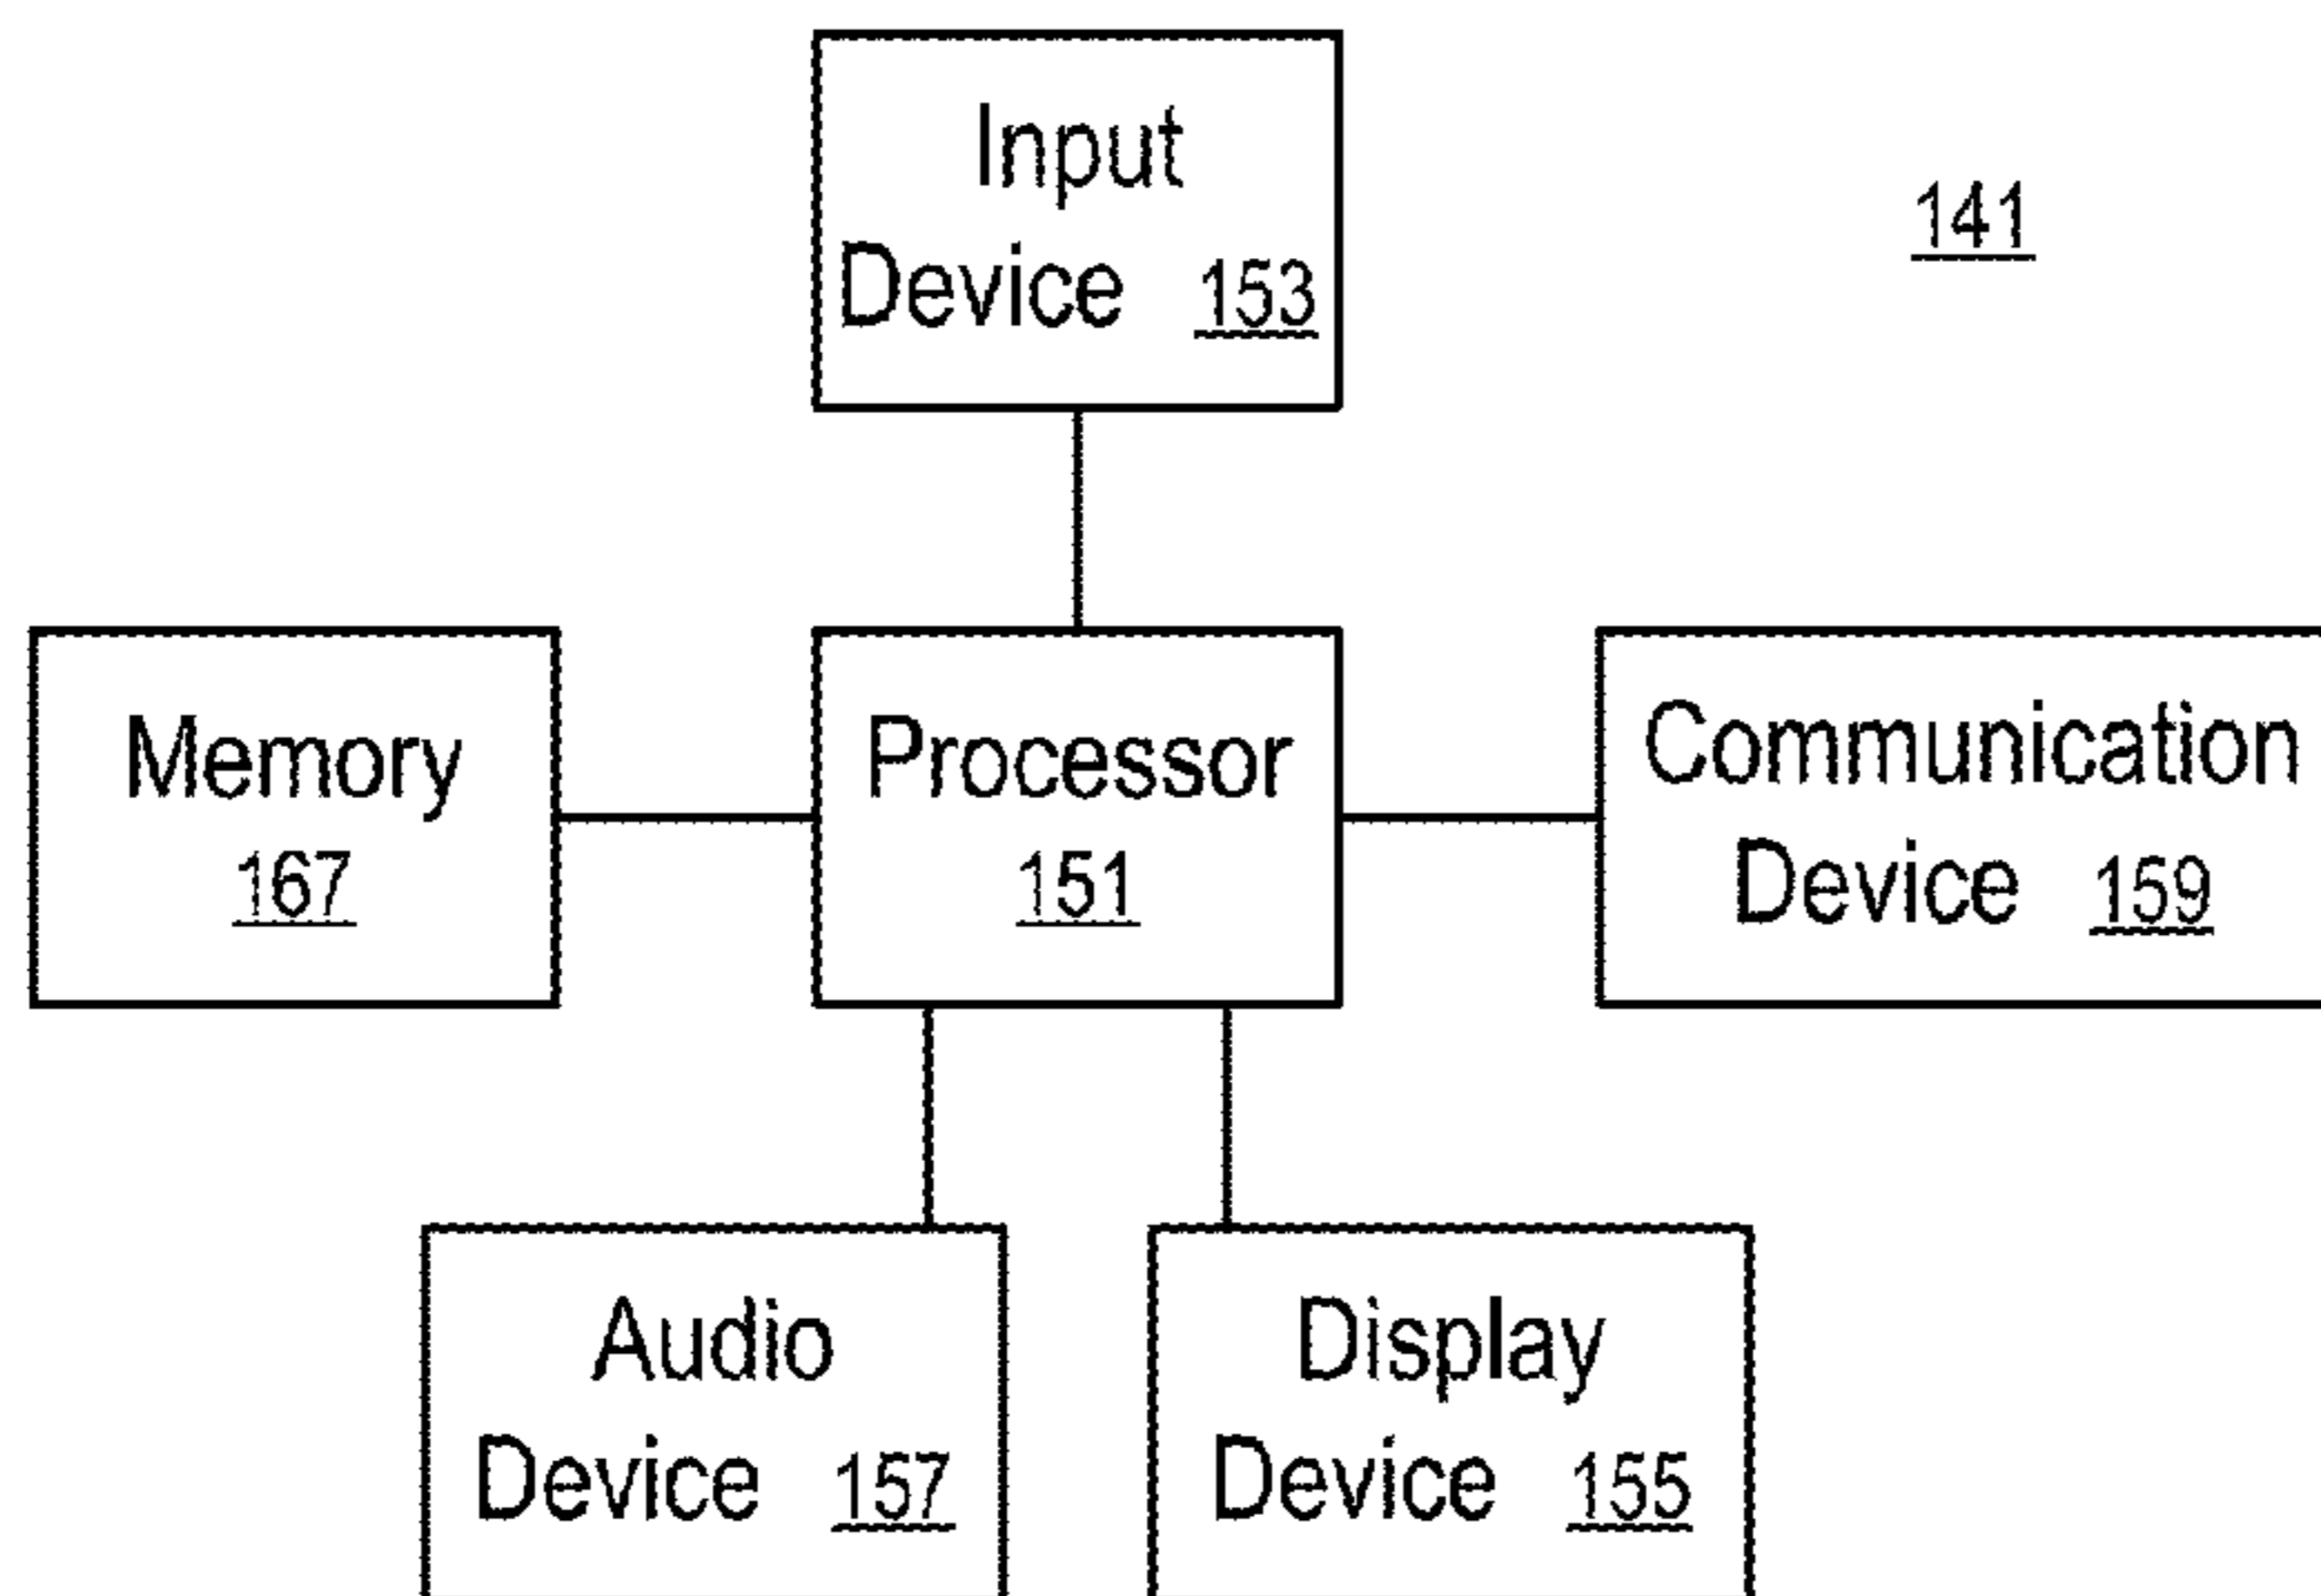 Input
Device 153
141
Memory
167
Processor
151
Communication
Device 159
Audio
Device 157
Display
Device 155